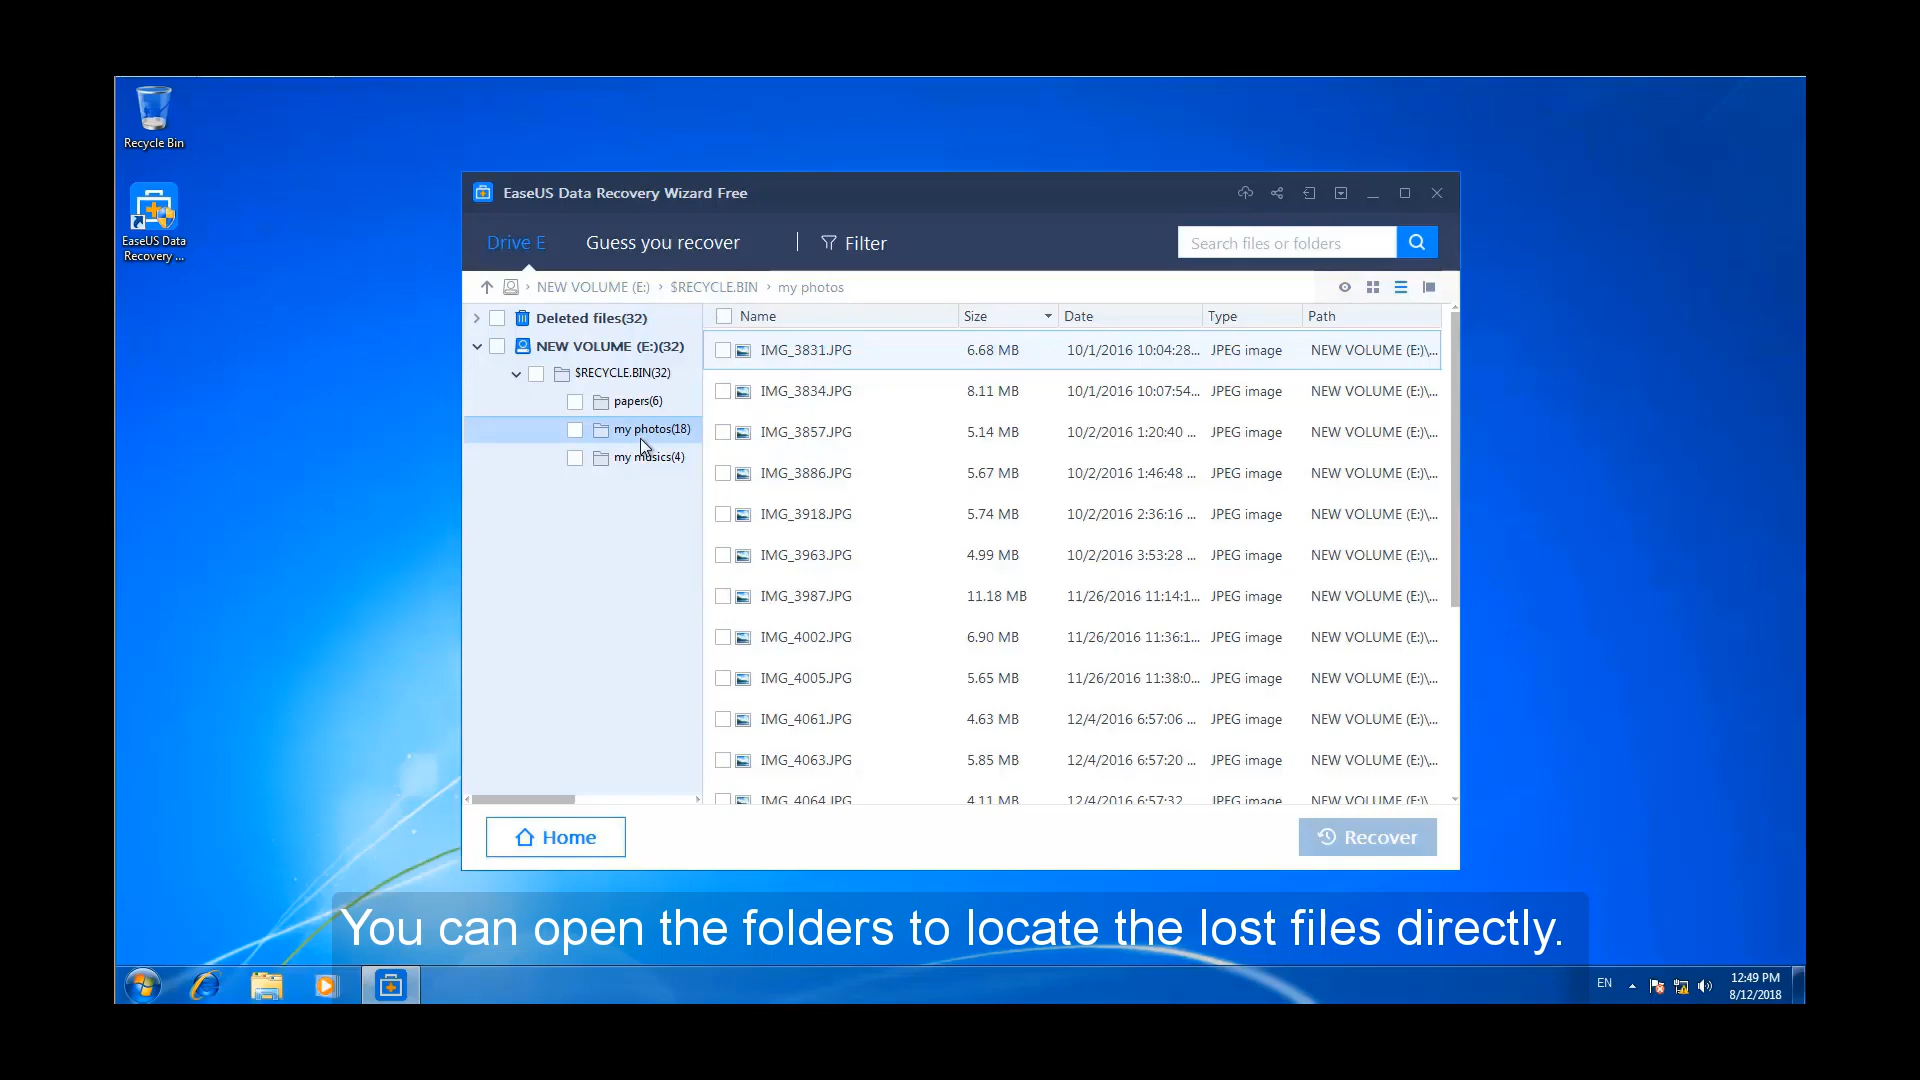 Recycle Bin
EaseUS Data
Recovery ...
EaseUS Data Recovery Wizard Free
Drive E
Guess you recover
Filter
Search files or folders
NEW VOLUME (E:) › $RECYCLE.BIN › my photos
Deleted files(32)
NEW VOLUME (E:)(32)
$RECYCLE.BIN(32)
papers(6)
my photos(18)
my musics(4)
Name Size Date Type Path
IMG_3831.JPG 6.68 MB 10/1/2016 10:04:28... JPEG image NEW VOLUME (E:)\...
IMG_3834.JPG 8.11 MB 10/1/2016 10:07:54... JPEG image NEW VOLUME (E:)\...
IMG_3857.JPG 5.14 MB 10/2/2016 1:20:40 ... JPEG image NEW VOLUME (E:)\...
IMG_3886.JPG 5.67 MB 10/2/2016 1:46:48 ... JPEG image NEW VOLUME (E:)\...
IMG_3918.JPG 5.74 MB 10/2/2016 2:36:16 ... JPEG image NEW VOLUME (E:)\...
IMG_3963.JPG 4.99 MB 10/2/2016 3:53:28 ... JPEG image NEW VOLUME (E:)\...
IMG_3987.JPG 11.18 MB 11/26/2016 11:14:1... JPEG image NEW VOLUME (E:)\...
IMG_4002.JPG 6.90 MB 11/26/2016 11:36:1... JPEG image NEW VOLUME (E:)\...
IMG_4005.JPG 5.65 MB 11/26/2016 11:38:0... JPEG image NEW VOLUME (E:)\...
IMG_4061.JPG 4.63 MB 12/4/2016 6:57:06 ... JPEG image NEW VOLUME (E:)\...
IMG_4063.JPG 5.85 MB 12/4/2016 6:57:20 ... JPEG image NEW VOLUME (E:)\...
IMG_4064.JPG 4.11 MB 12/4/2016 6:57:32 JPEG image NEW VOLUME (E:)\
Home
Recover
You can open the folders to locate the lost files directly.
EN
12:49 PM
8/12/2018